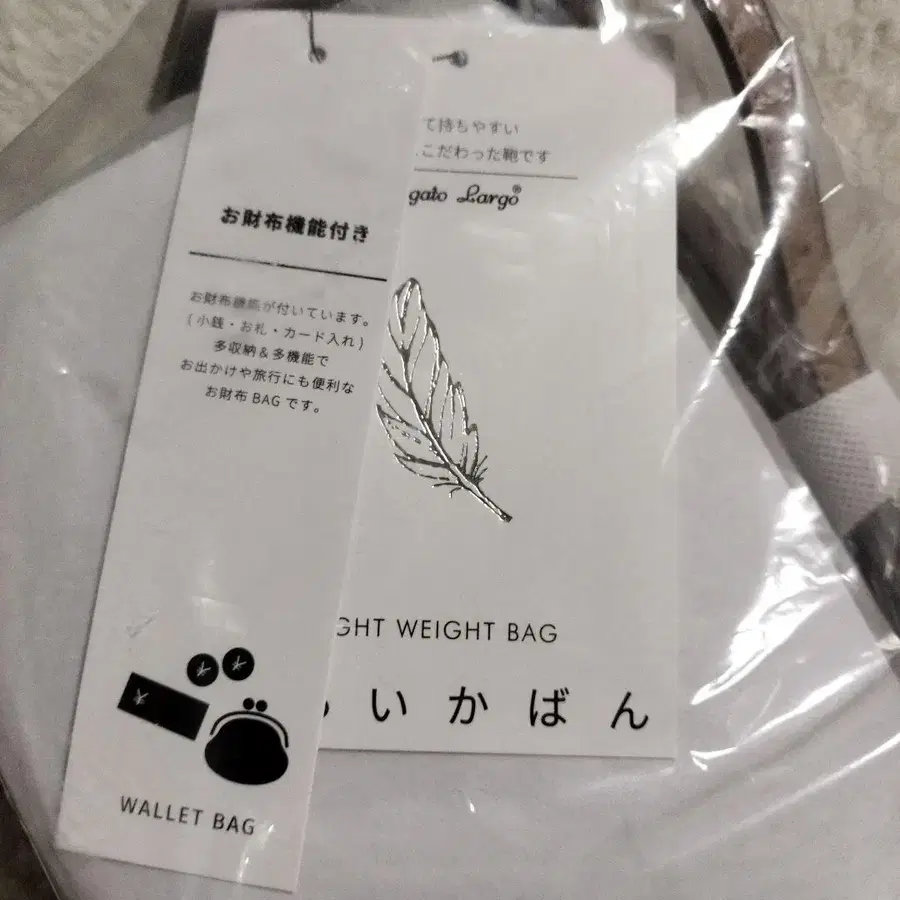 お財布機能付き
お財布機能が付いています。
(小銭・お札・カード入れ)
多収納&多機能で
お出かけや旅行にも便利な
お財布 BAG です。
WALLET BAG
て持ちやすい
こだわった鞄です
gato Largo®
GHT WEIGHT BAG
いかばん